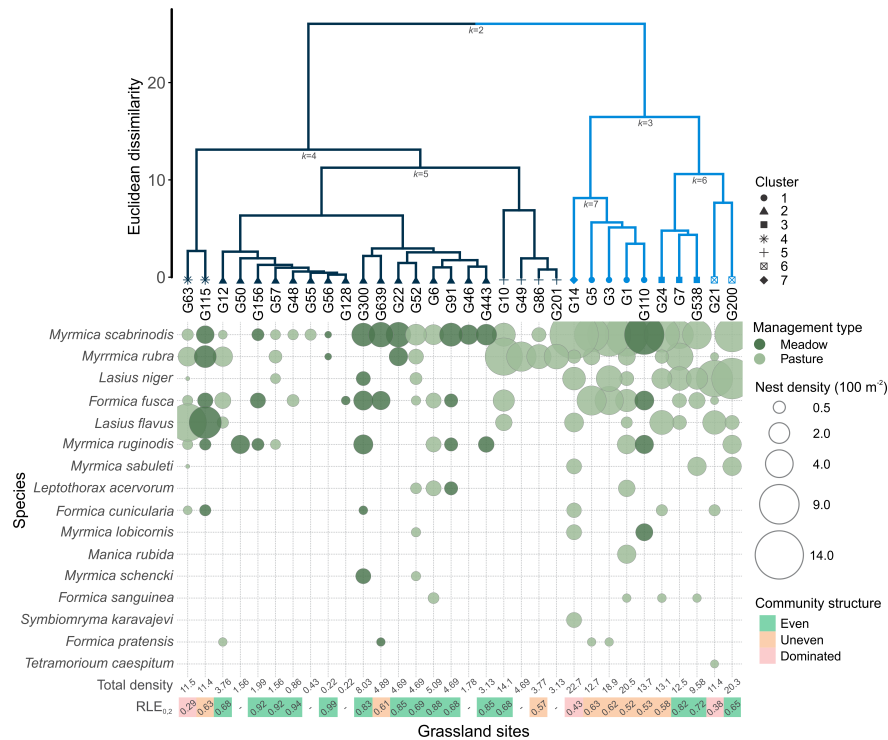 Euclidean dissimilarity
20
10
0
k=2
k=3
k=4
k=5
k=6
k=7
Cluster
1
2
3
4
5
6
7
G63 G115 G12 G50 G156 G57 G48 G55 G56 G128 G300 G639 G22 G52 G6 G91 G46 G443 G10 G49 G86 G201 G14 G5 G3 G1 G110 G24 G7 G538 G21 G200
Species
Myrmica scabrinodis
Myrrmica rubra
Lasius niger
Formica fusca
Lasius flavus
Myrmica ruginodis
Myrmica sabuleti
Leptothorax acervorum
Formica cunicularia
Myrmica lobicornis
Manica rubida
Myrmica schencki
Formica sanguinea
Symbiomryma karavajevi
Formica pratensis
Tetramorium caespitum
Management type
Meadow
Pasture
Nest density (100 m-2)
0.5
2.0
4.0
9.0
14.0
Community structure
Even
Uneven
Dominated
Total density 11.5 11.4 3.76 1.56 1.99 1.56 0.86 0.43 0.22 0.22 8.03 4.89 4.69 4.69 5.09 4.69 1.78 3.13 14.1 4.69 3.77 3.13 22.7 12.7 18.9 20.5 13.7 13.1 12.5 9.58 11.4 20.3
RLE0,2 0.29 0.63 0.68 - 0.92 0.92 0.94 - 0.99 - 0.83 0.61 0.85 0.69 0.88 0.68 - 0.85 0.68 - 0.57 - 0.43 0.63 0.62 0.52 0.53 0.58 0.82 0.72 0.38 0.65
Grassland sites